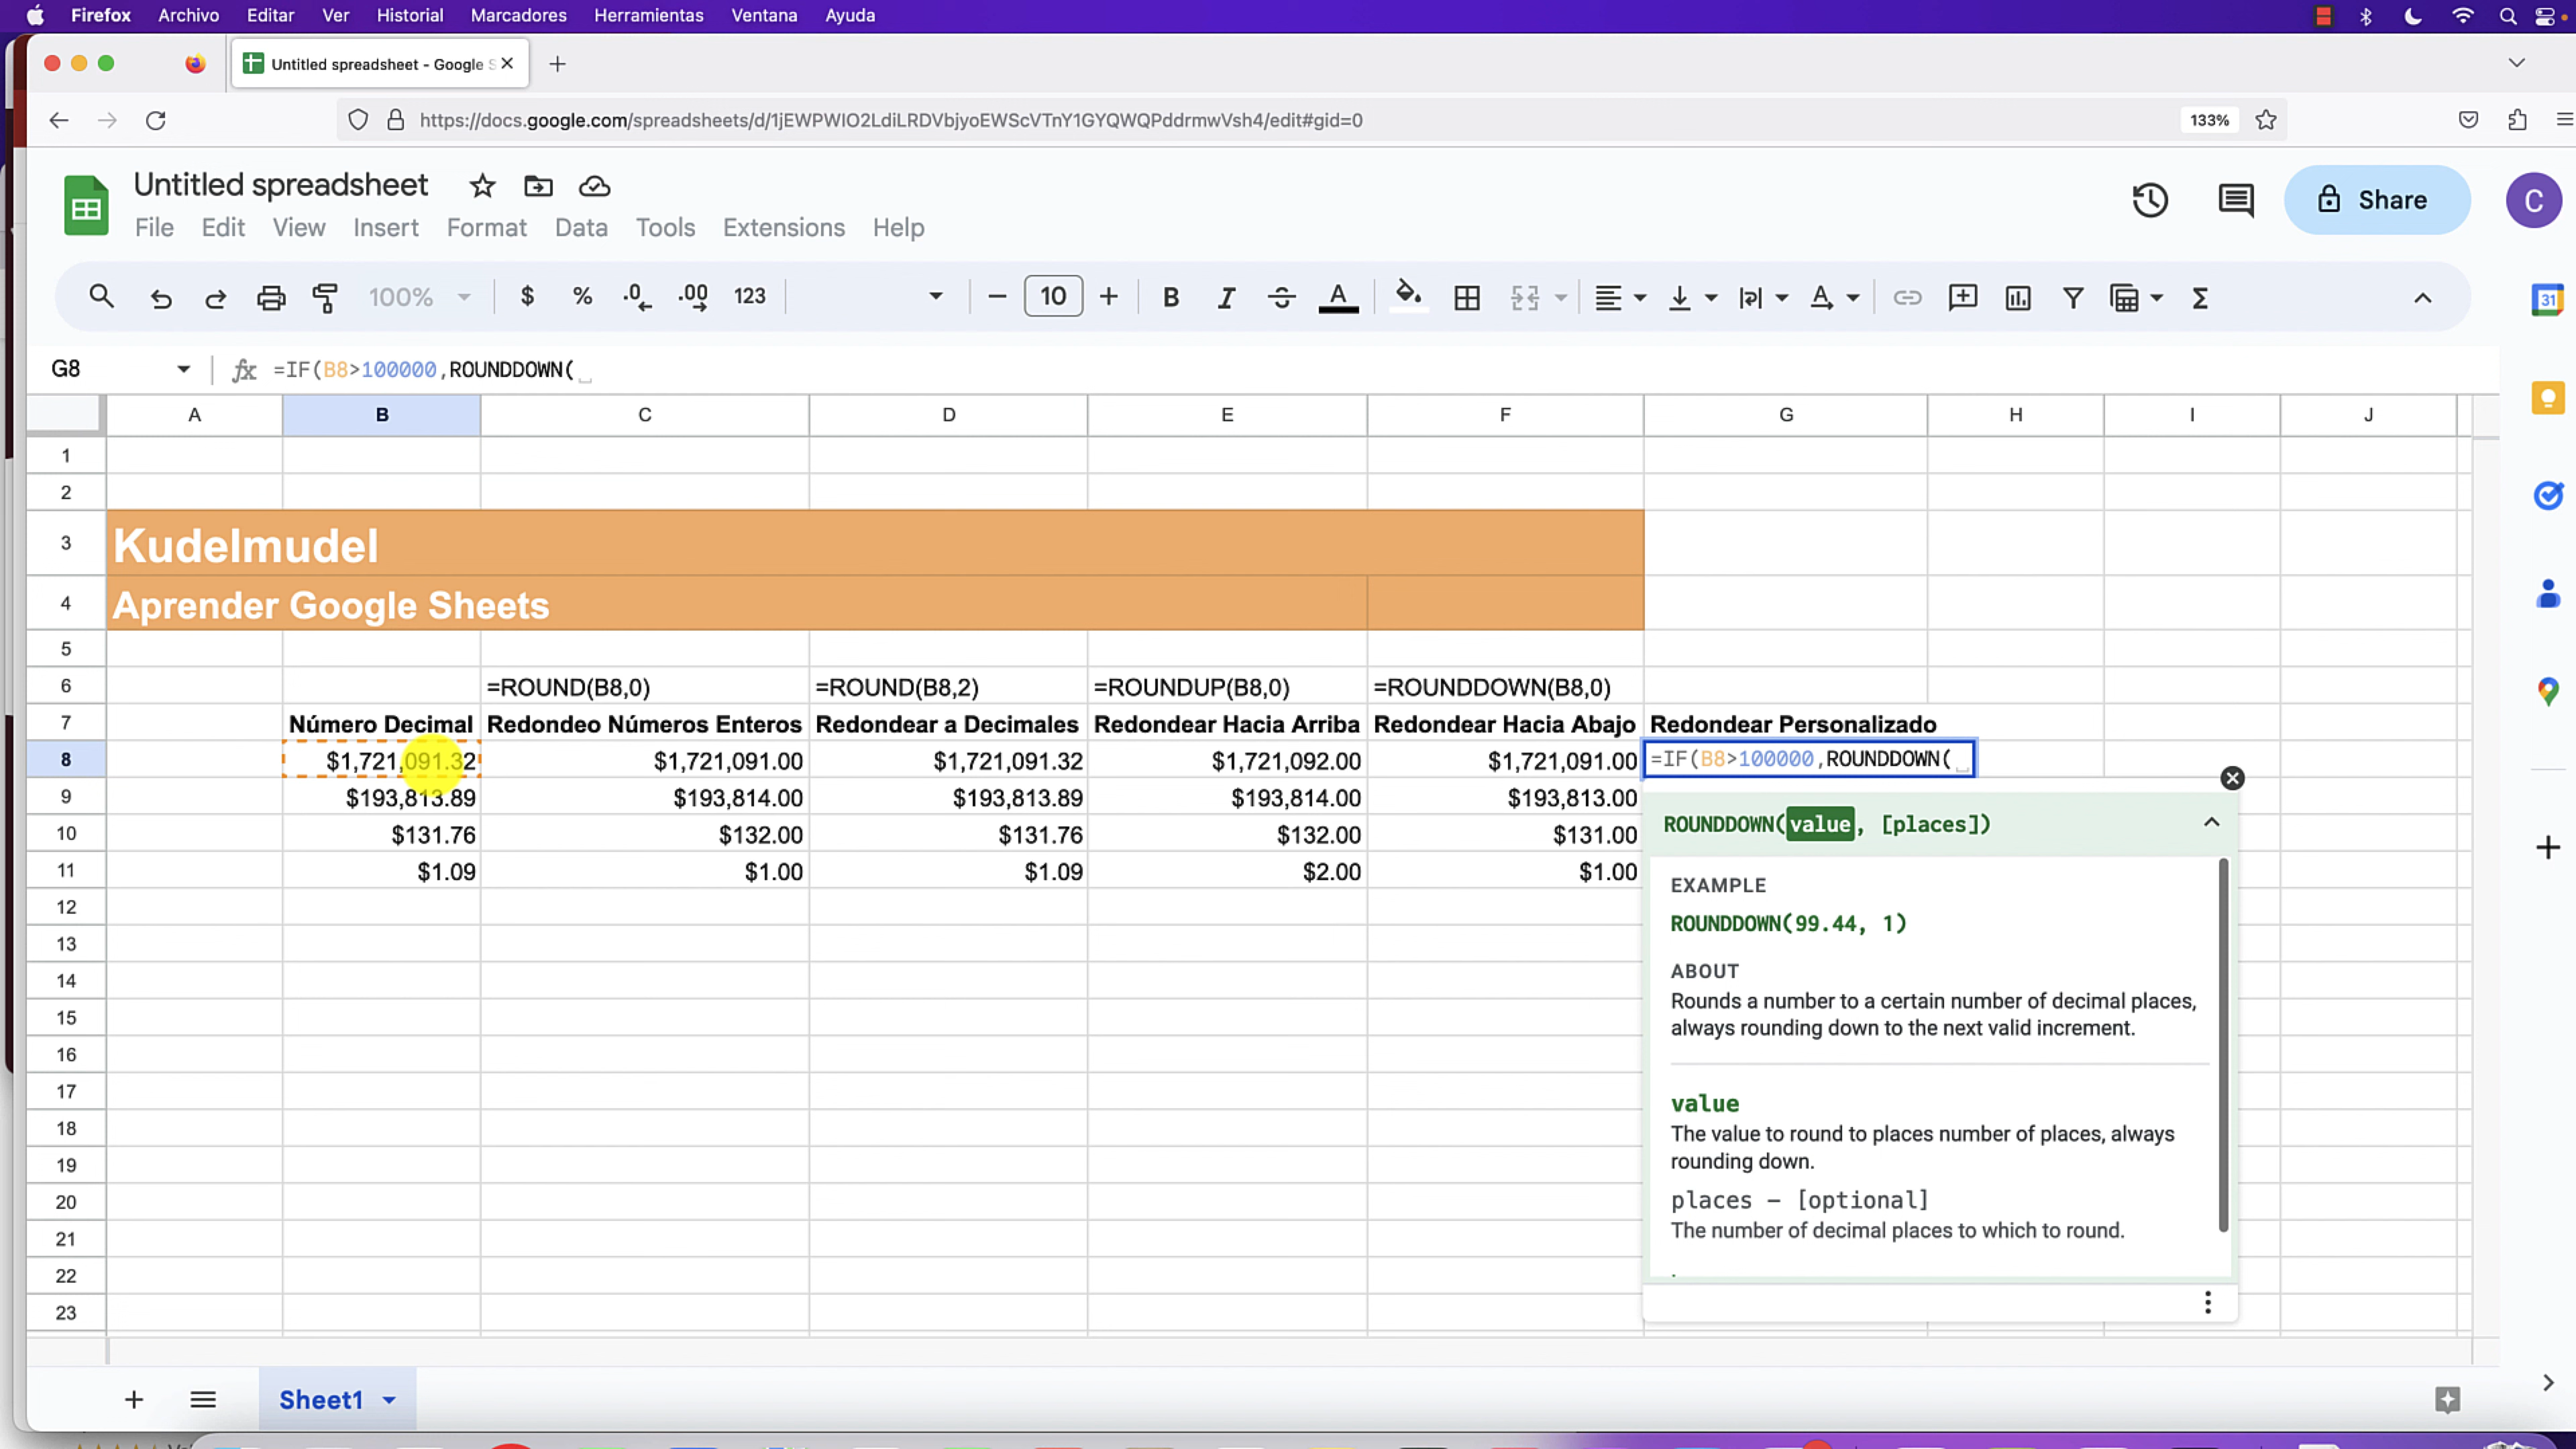 Firefox Archivo Editar Ver Historial Marcadores Herramientas Ventana Ayuda
Untitled spreadsheet - Google S
https://docs.google.com/spreadsheets/d/1jEWPWIO2LdiLRDVbjyoEWScVTnY1GYQWQPddrmwVsh4/edit#gid=0 133%
Untitled spreadsheet
File Edit View Insert Format Data Tools Extensions Help
Share C
100% $ % .0 .00 123 10 B I A 31
G8 fx =IF(B8>100000,ROUNDDOWN(
A B C D E F G H I J
1
2
3 Kudelmudel
4 Aprender Google Sheets
5
6 =ROUND(B8,0) =ROUND(B8,2) =ROUNDUP(B8,0) =ROUNDDOWN(B8,0)
7 Número Decimal Redondeo Números Enteros Redondear a Decimales Redondear Hacia Arriba Redondear Hacia Abajo Redondear Personalizado
8 $1,721,091.32 $1,721,091.00 $1,721,091.32 $1,721,092.00 $1,721,091.00 =IF(B8>100000,ROUNDDOWN(
9 $193,813.89 $193,814.00 $193,813.89 $193,814.00 $193,813.00
10 $131.76 $132.00 $131.76 $132.00 $131.00
11 $1.09 $1.00 $1.09 $2.00 $1.00
12
13
14
15
16
17
18
19
20
21
22
23
ROUNDDOWN(value, [places])
EXAMPLE
ROUNDDOWN(99.44, 1)
ABOUT
Rounds a number to a certain number of decimal places,
always rounding down to the next valid increment.
value
The value to round to places number of places, always
rounding down.
places - [optional]
The number of decimal places to which to round.
Sheet1